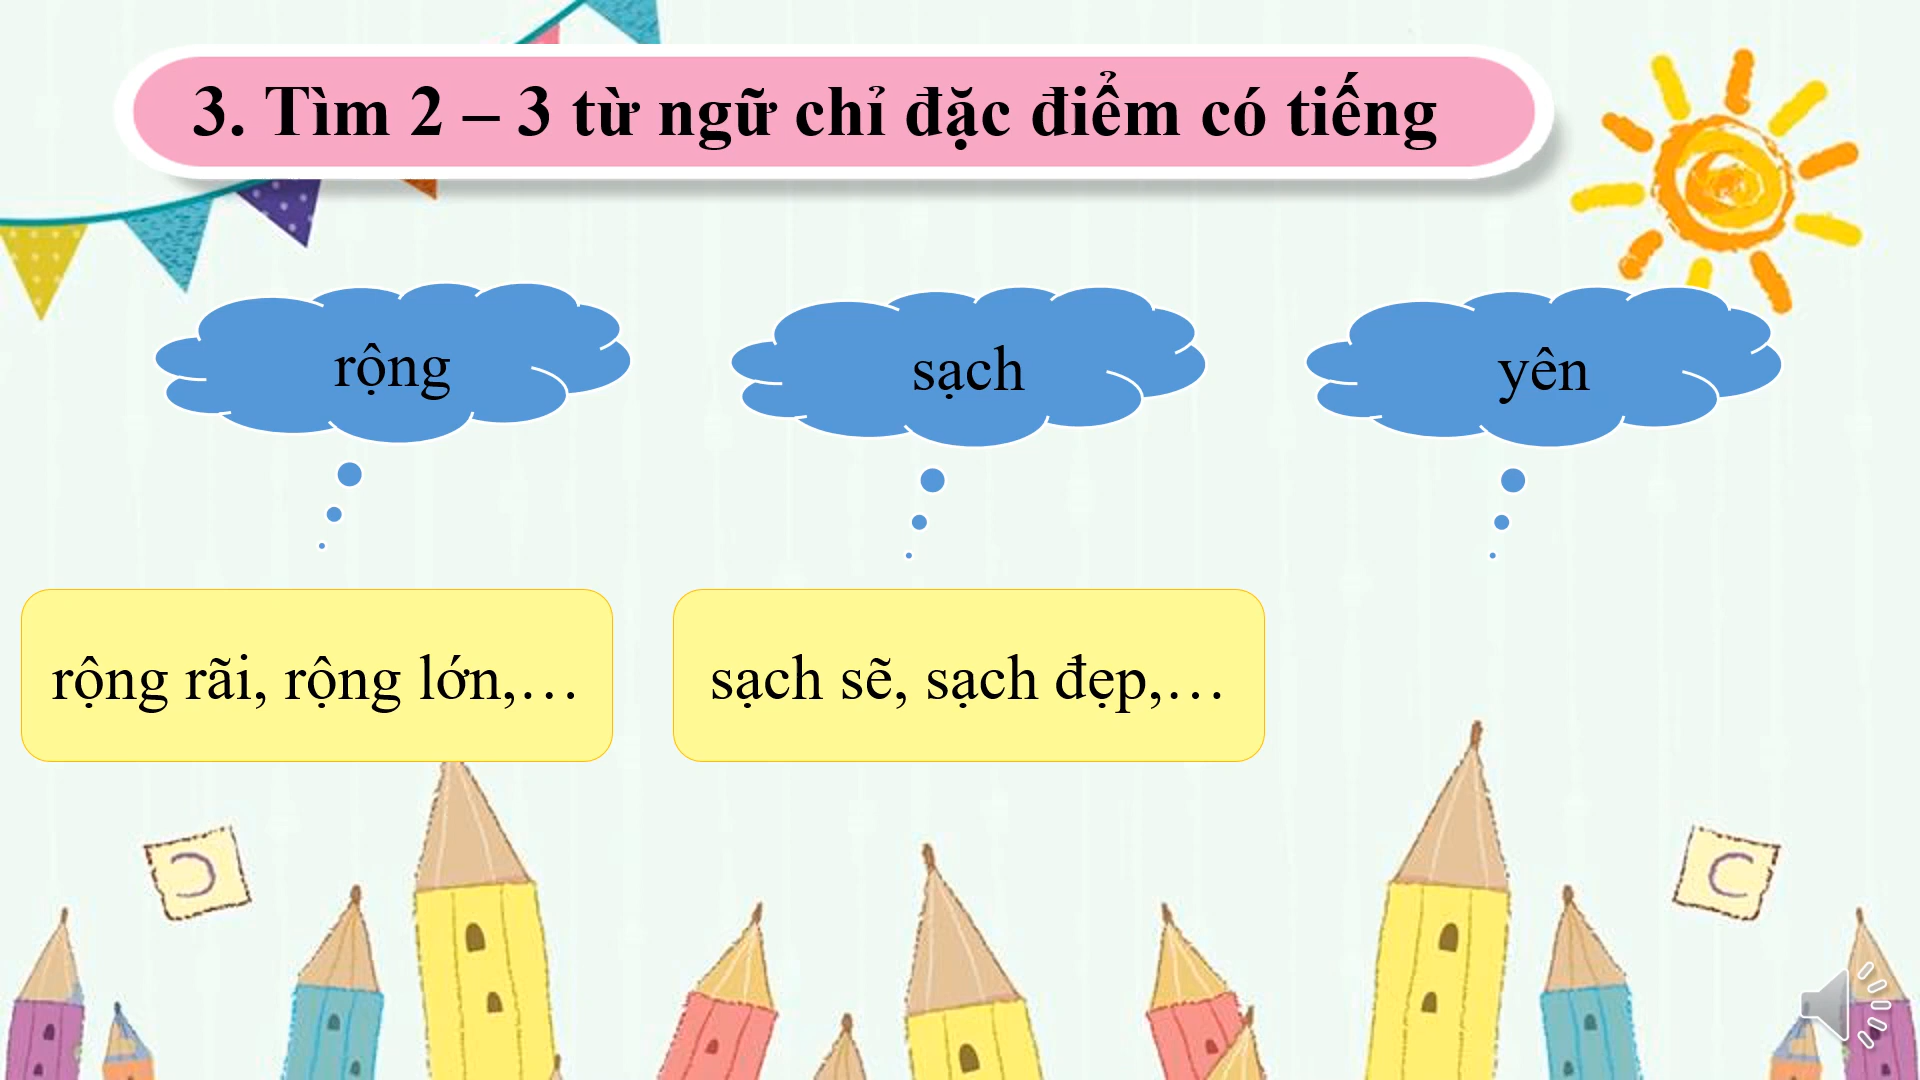 3. Tìm 2 – 3 từ ngữ chỉ đặc điểm có tiếng
rộng
sạch
yên
rộng rãi, rộng lớn,…
sạch sẽ, sạch đẹp,…